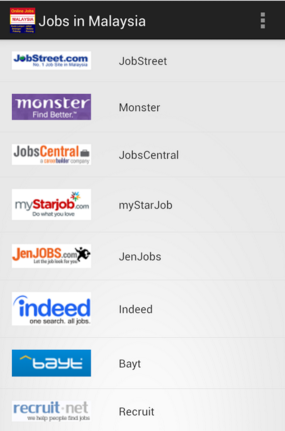 Online Jobs
MALAYSIA
Jobs in Malaysia
JobStreet.com
No. 1 Job Site in Malaysia
JobStreet
monster
Find Better.™
Monster
JobsCentral
a careerbuilder company
JobsCentral
myStarjob.com
Do what you love
myStarJob
JenJOBS.com
Let the job look for you
JenJobs
indeed
one search. all jobs.
Indeed
bayt
Bayt
recruit.net
we help people find jobs
Recruit